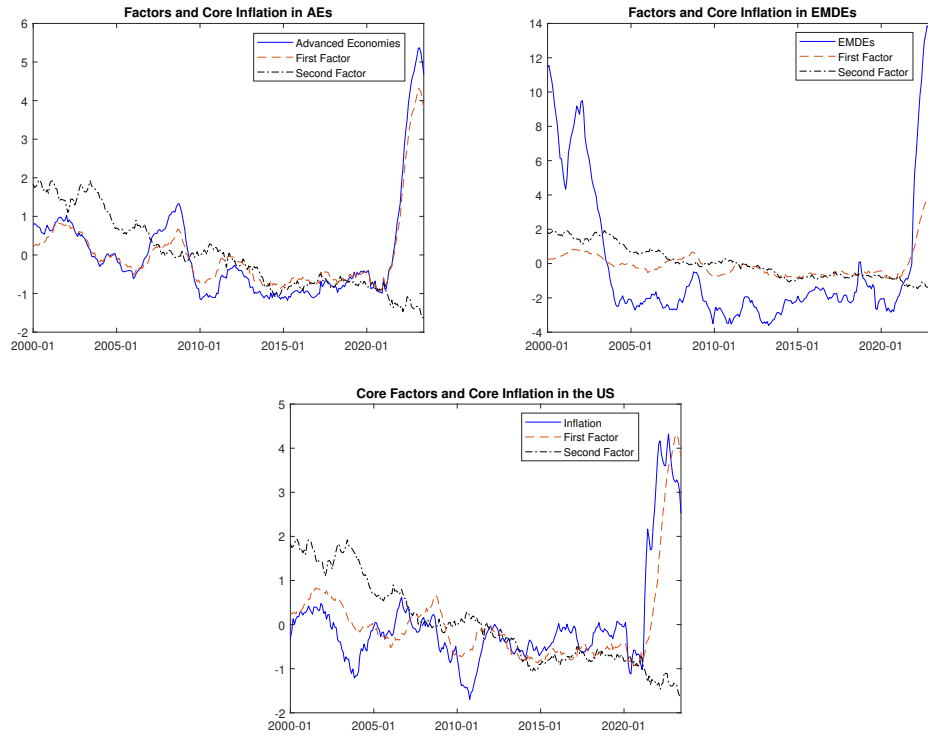 Factors and Core Inflation in AEs
6
5
4
3
2
1
0
-1
-2
2000-01 2005-01 2010-01 2015-01 2020-01
Advanced Economies
First Factor
Second Factor
Factors and Core Inflation in EMDEs
14
12
10
8
6
4
2
0
-2
-4
2000-01 2005-01 2010-01 2015-01 2020-01
EMDEs
First Factor
Second Factor
Core Factors and Core Inflation in the US
5
4
3
2
1
0
-1
-2
2000-01 2005-01 2010-01 2015-01 2020-01
Inflation
First Factor
Second Factor